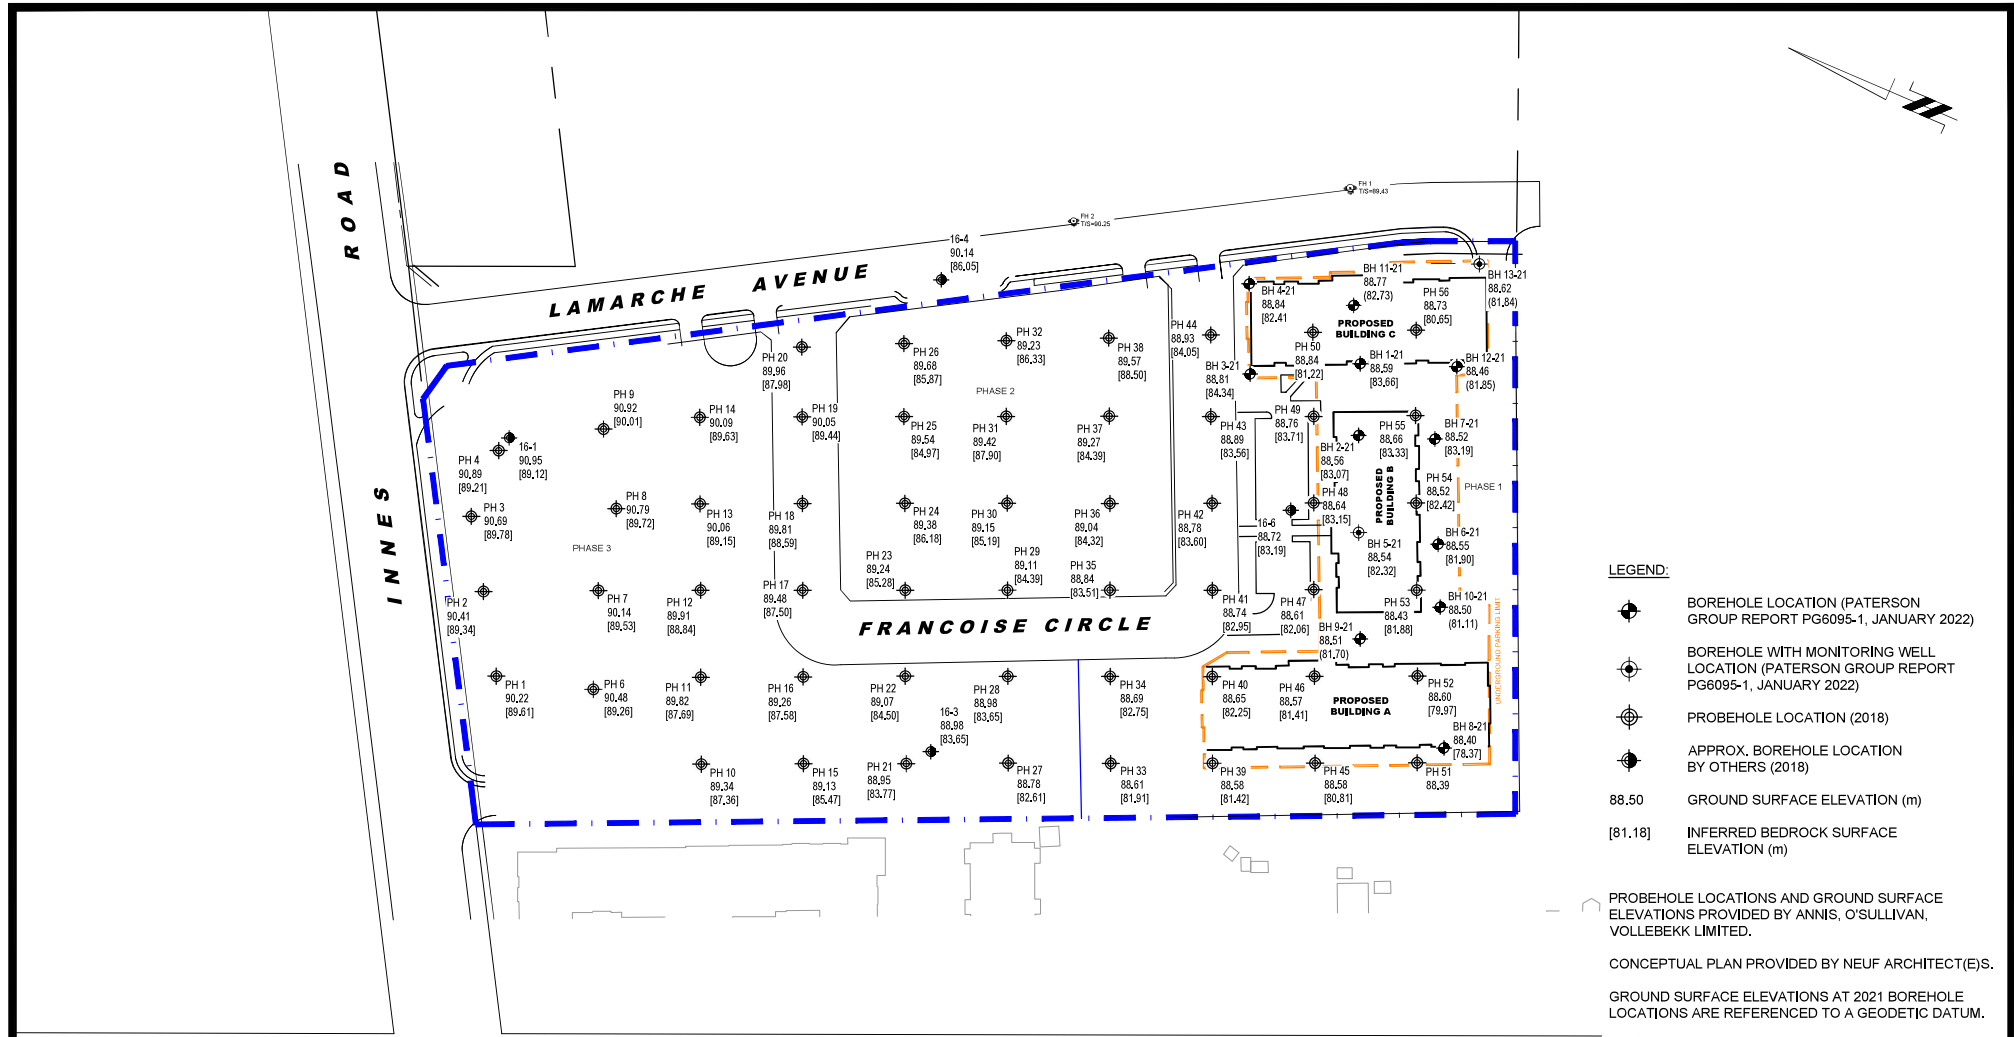 FH 1
T/S=89.43
FH 2
T/S=90.25
16-4
90.14
[86.05]
INNES ROAD
LAMARCHE AVENUE
FRANCOISE CIRCLE
BH 11-21
88.77
(82.73)
BH 13-21
88.62
(81.84)
BH 4-21
88.84
(82.41
PH 56
88.73
[80.65]
PROPOSED
BUILDING C
PH 44
88.93
[84.05]
PH 50
88.84
[81.22]
PH 20
89.96
[87.98]
PH 26
89.68
[85.87]
PH 32
89.23
[86.33]
PH 38
89.57
[88.50]
BH 3-21
88.81
(84.34)
BH 1-21
88.59
(83.66)
BH 12-21
88.46
(81.85)
PHASE 2
PH 9
90.92
[90.01]
PH 14
90.09
[89.63]
PH 19
90.05
[89.44]
PH 25
89.54
[84.97]
PH 31
89.42
[87.90]
PH 37
89.27
[84.39]
PH 43
88.89
[83.56]
PH 49
88.76
[83.71]
BH 2-21
88.56
(83.07)
PH 55
88.66
[83.33]
BH 7-21
88.52
(83.19)
16-1
90.95
[89.12]
PH 4
90.89
[89.21]
PH 3
90.69
[89.78]
PH 8
90.79
[89.72]
PHASE 3
PH 13
90.06
[89.15]
PH 18
89.81
[88.59]
PH 24
89.38
[86.18]
PH 30
89.15
[85.19]
PH 36
89.04
[84.32]
PH 42
88.78
[83.60]
16-6
88.72
[83.19]
PH 48
88.64
[83.15]
PROPOSED
BUILDING B
PH 54
88.52
[82.42]
PHASE 1
BH 5-21
88.54
(82.32)
BH 6-21
88.55
(81.90)
PH 2
90.41
[89.34]
PH 7
90.14
[89.53]
PH 12
89.91
[88.84]
PH 17
89.48
[87.50]
PH 23
89.24
[85.28]
PH 29
89.11
[84.39]
PH 35
88.84
[83.51]
PH 41
88.74
[82.95]
PH 47
88.61
[82.06]
PH 53
88.43
[81.88]
BH 10-21
88.50
(81.11)
BH 9-21
88.51
(81.70)
UNDERGROUND PARKING LIMIT
PH 1
90.22
[89.61]
PH 6
90.48
[89.26]
PH 11
89.82
[87.69]
PH 16
89.26
[87.58]
PH 22
89.07
[84.50]
16-3
88.98
[83.65]
PH 28
88.98
[83.65]
PH 34
88.69
[82.75]
PH 40
88.65
[82.25]
PH 46
88.57
[81.41]
PROPOSED
BUILDING A
PH 52
88.60
[79.97]
BH 8-21
88.40
[78.37]
PH 10
89.34
[87.36]
PH 15
89.13
[85.47]
PH 21
88.95
[83.77]
PH 27
88.78
[82.61]
PH 33
88.61
[81.91]
PH 39
88.58
[81.42]
PH 45
88.58
[80.81]
PH 51
88.39
LEGEND:
BOREHOLE LOCATION (PATERSON
GROUP REPORT PG6095-1, JANUARY 2022)
BOREHOLE WITH MONITORING WELL
LOCATION (PATERSON GROUP REPORT
PG6095-1, JANUARY 2022)
PROBEHOLE LOCATION (2018)
APPROX. BOREHOLE LOCATION
BY OTHERS (2018)
88.50 GROUND SURFACE ELEVATION (m)
[81.18] INFERRED BEDROCK SURFACE
ELEVATION (m)
PROBEHOLE LOCATIONS AND GROUND SURFACE
ELEVATIONS PROVIDED BY ANNIS, O'SULLIVAN,
VOLLEBEKK LIMITED.
CONCEPTUAL PLAN PROVIDED BY NEUF ARCHITECT(E)S.
GROUND SURFACE ELEVATIONS AT 2021 BOREHOLE
LOCATIONS ARE REFERENCED TO A GEODETIC DATUM.